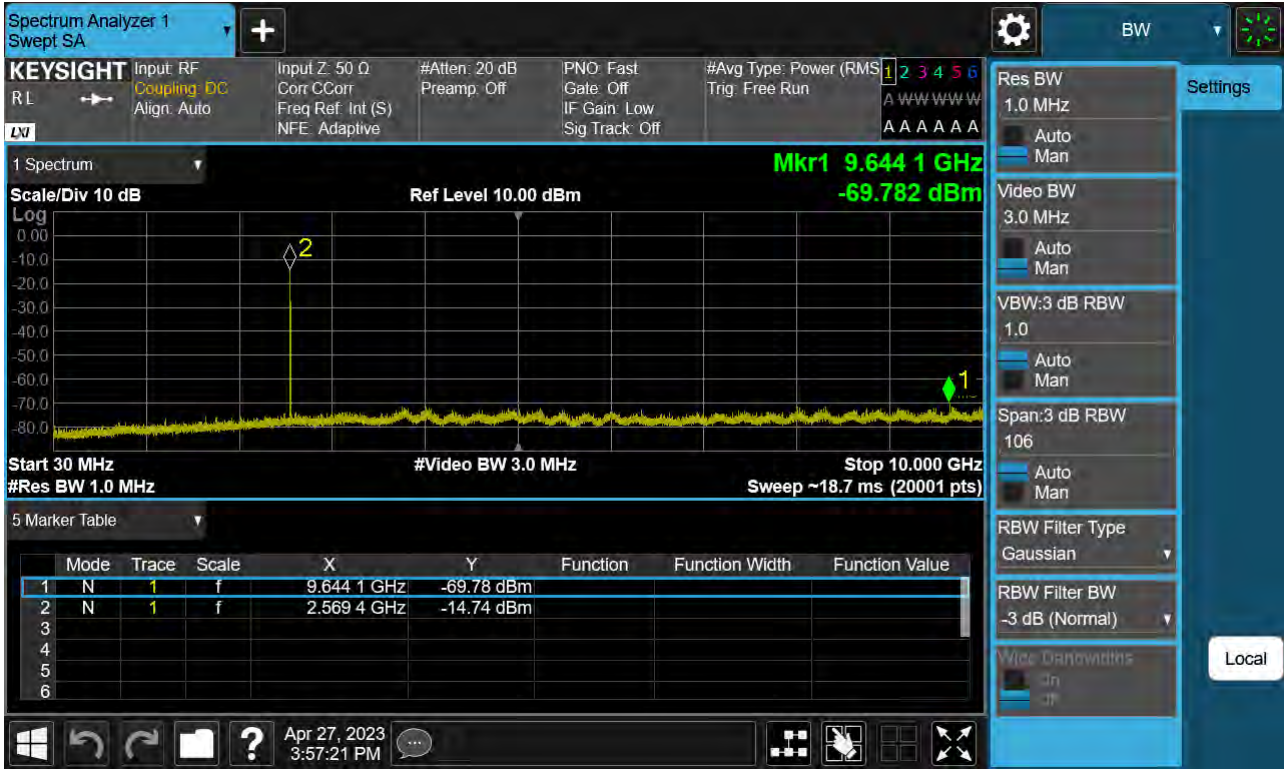 Spectrum Analyzer 1
Swept SA
+
BW
KEYSIGHT
R L
LXI
Input: RF
Coupling: DC
Align: Auto
Input Z: 50 Ω
Corr CCorr
Freq Ref: Int (S)
NFE: Adaptive
#Atten: 20 dB
Preamp: Off
PNO: Fast
Gate: Off
IF Gain: Low
Sig Track: Off
#Avg Type: Power (RMS
Trig: Free Run
1 2 3 4 5 6
A W W W W W
A A A A A A
1 Spectrum
Scale/Div 10 dB
Ref Level 10.00 dBm
Mkr1 9.644 1 GHz
-69.782 dBm
Log
0.00
-10.0
-20.0
-30.0
-40.0
-50.0
-60.0
-70.0
-80.0
2
1
Start 30 MHz
#Video BW 3.0 MHz
Stop 10.000 GHz
#Res BW 1.0 MHz
Sweep ~18.7 ms (20001 pts)
5 Marker Table
Mode Trace Scale X Y Function Function Width Function Value
1 N 1 f 9.644 1 GHz -69.78 dBm
2 N 1 f 2.569 4 GHz -14.74 dBm
3
4
5
6
Apr 27, 2023
3:57:21 PM
Res BW
1.0 MHz
Auto
Man
Video BW
3.0 MHz
Auto
Man
VBW:3 dB RBW
1.0
Auto
Man
Span:3 dB RBW
106
Auto
Man
RBW Filter Type
Gaussian
RBW Filter BW
-3 dB (Normal)
Settings
Local